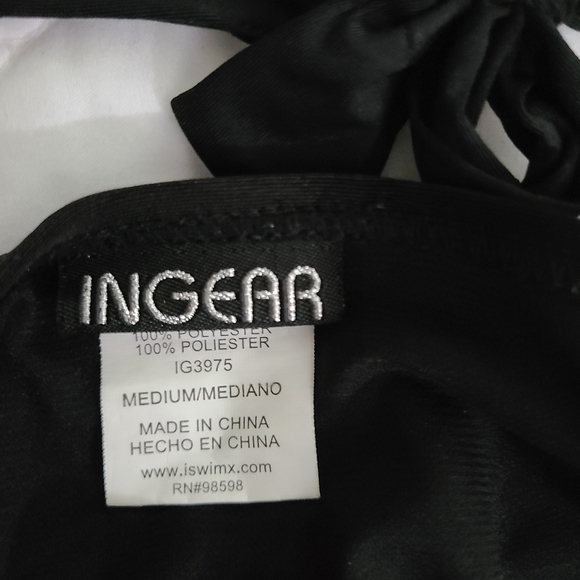 INGEAR
100% POLYESTER
100% POLIESTER
IG3975
MEDIUM/MEDIANO
MADE IN CHINA
HECHO EN CHINA
www.iswimx.com
RN#98598